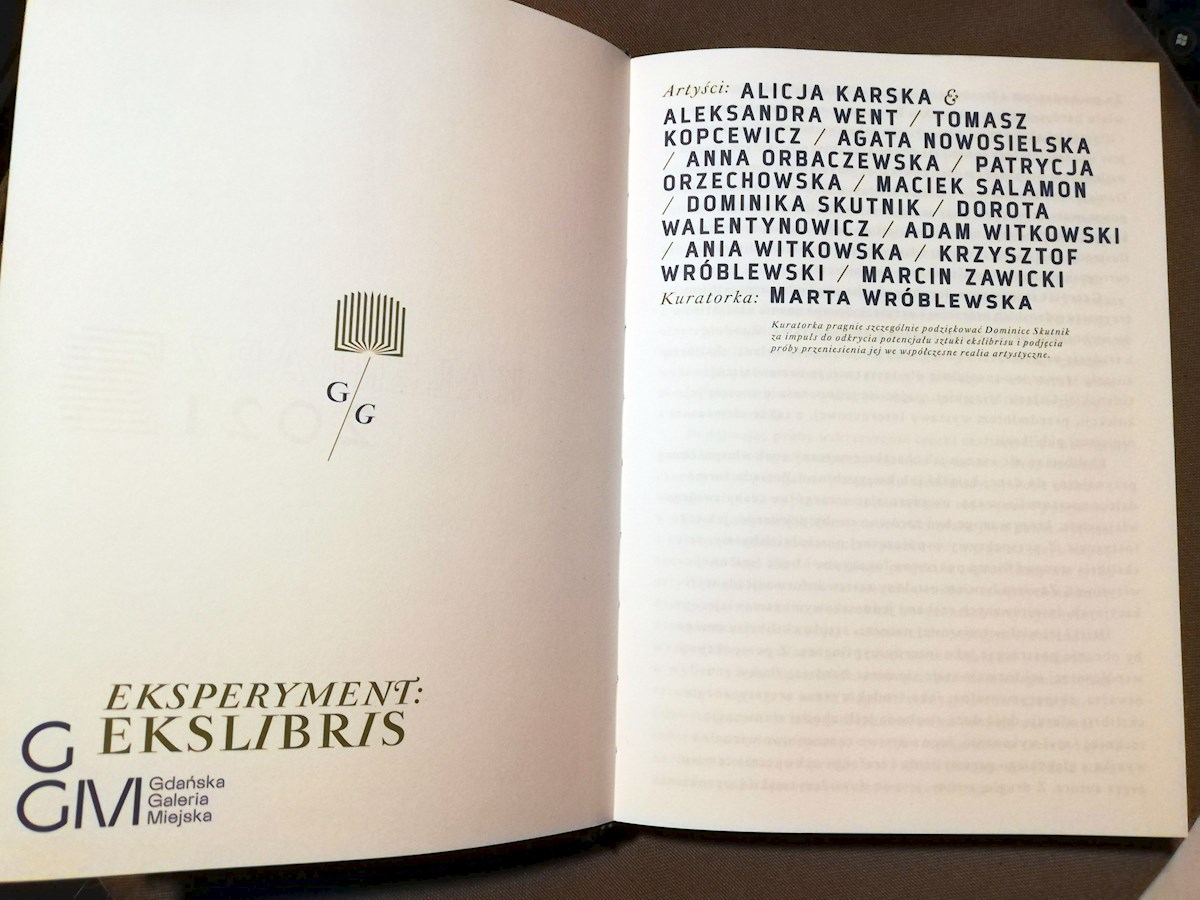 G
G
EKSPERYMENT:
EKSLIBRIS
G
GM
Gdańska
Galeria
Miejska
Artyści: ALICJA KARSKA &
ALEKSANDRA WENT / TOMASZ
KOPCEWICZ / AGATA NOWOSIELSKA
/ ANNA ORBACZEWSKA / PATRYCJA
ORZECHOWSKA / MACIEK SALAMON
/ DOMINIKA SKUTNIK / DOROTA
WALENTYNOWICZ / ADAM WITKOWSKI
/ ANIA WITKOWSKA / KRZYSZTOF
WRÓBLEWSKI / MARCIN ZAWICKI
Kuratorka: MARTA WRÓBLEWSKA
Kuratorka pragnie szczególnie podziękować Dominice Skutnik
za impuls do odkrycia potencjału sztuki ekslibrisu i podjęcia
próby przeniesienia jej we współczesne realia artystyczne.